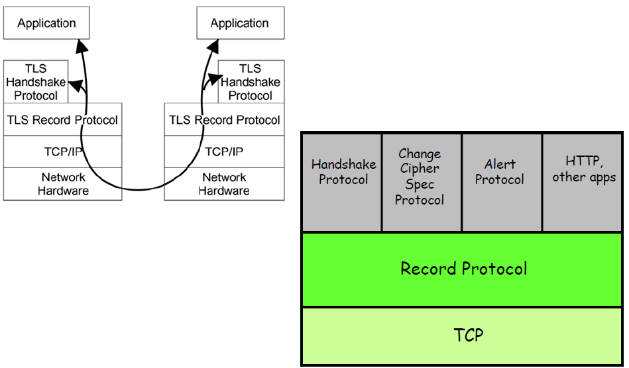 Application
TLS
Handshake
Protocol
TLS Record Protocol
TCP/IP
Network
Hardware
Application
TLS
Handshake
Protocol
TLS Record Protocol
TCP/IP
Network
Hardware
Handshake
Protocol
Change
Cipher
Spec
Protocol
Alert
Protocol
HTTP,
other apps
Record Protocol
TCP